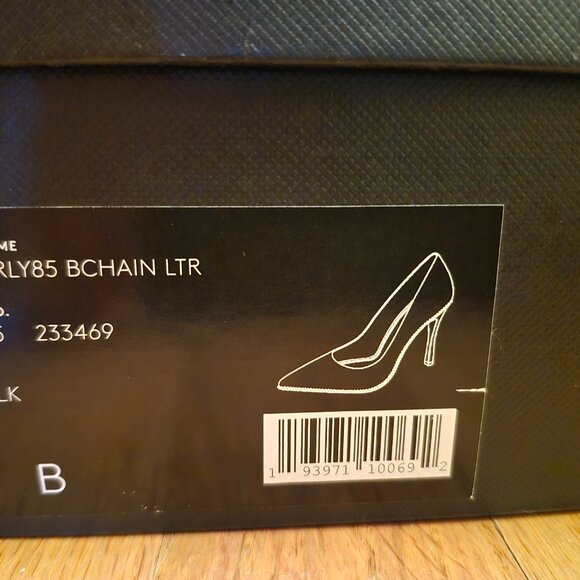 ME
RLY85 BCHAIN LTR
233469
LK
B
1 93971 10069 2